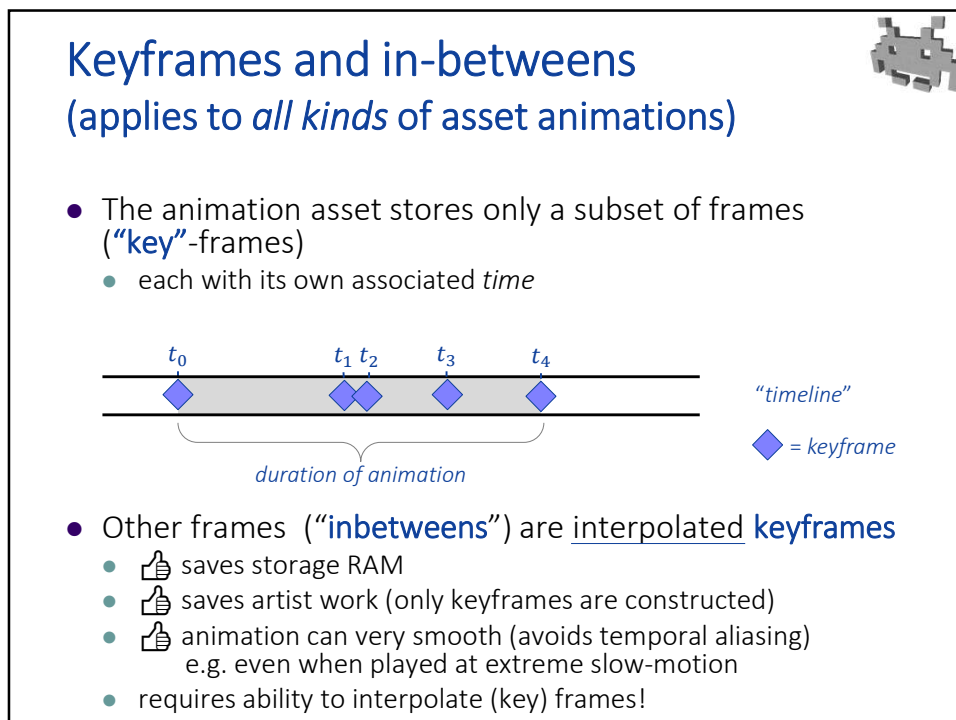 Keyframes and in-betweens
(applies to all kinds of asset animations)
The animation asset stores only a subset of frames
(“key”-frames)
each with its own associated time
t₀ t₁ t₂ t₃ t₄
“timeline”
= keyframe
duration of animation
Other frames (“inbetweens”) are interpolated keyframes
saves storage RAM
saves artist work (only keyframes are constructed)
animation can very smooth (avoids temporal aliasing)
e.g. even when played at extreme slow-motion
requires ability to interpolate (key) frames!